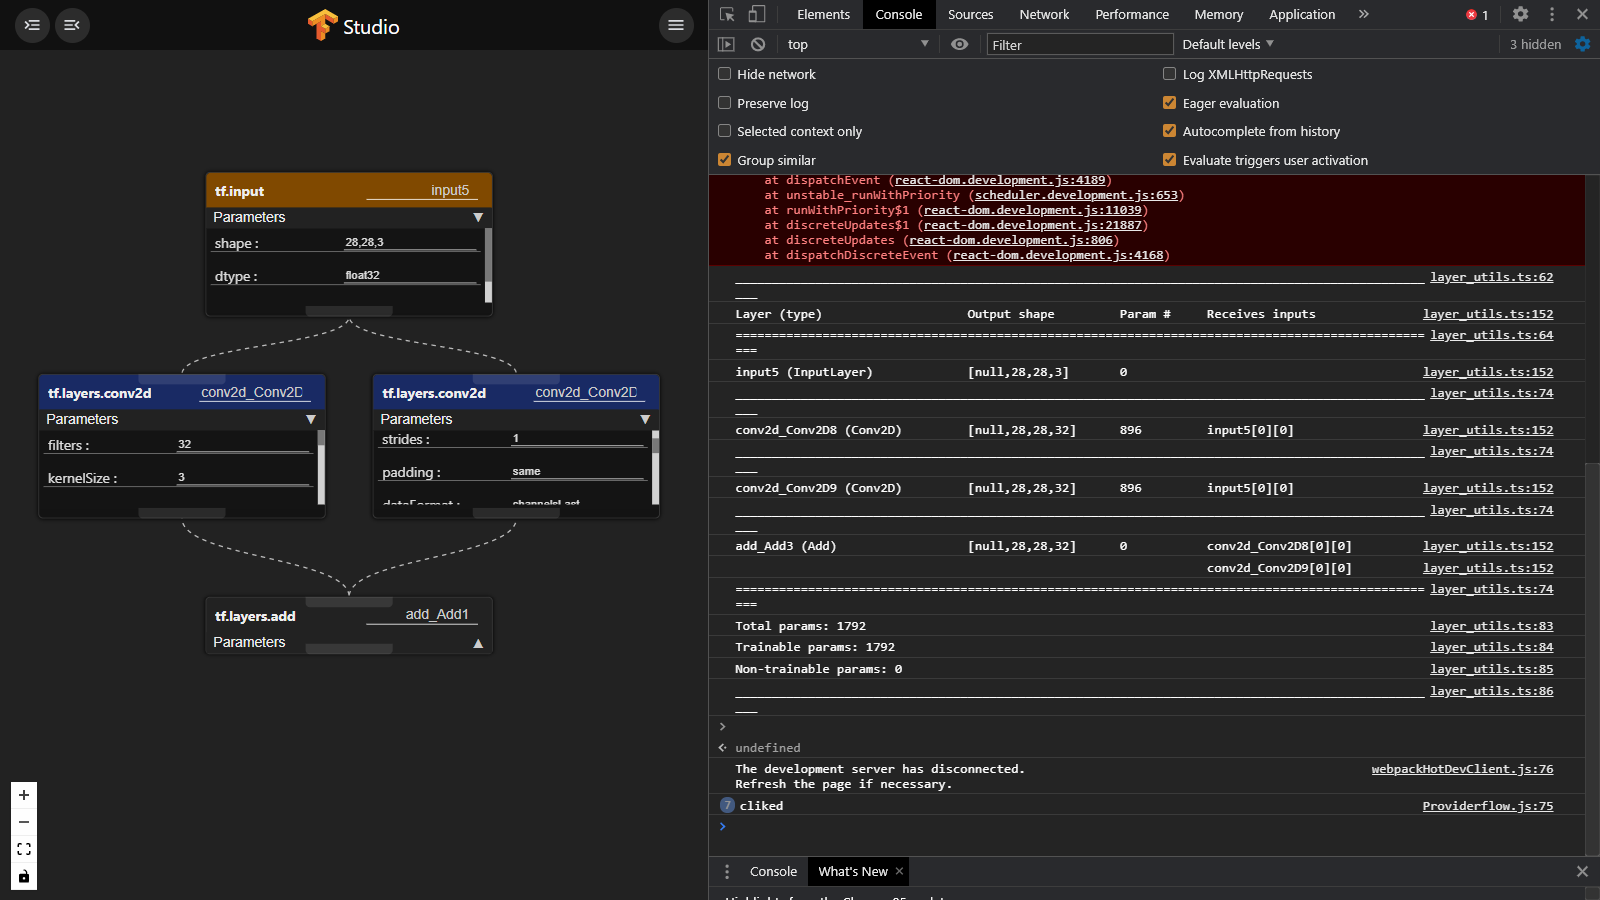 Studio
tf.input input5
Parameters ▼
shape : 28,28,3
dtype : float32
tf.layers.conv2d conv2d_Conv2D
Parameters ▼
filters : 32
kernelSize : 3
tf.layers.conv2d conv2d_Conv2D
Parameters ▼
strides : 1
padding : same
dataFormat : channelsLast
tf.layers.add add_Add1
Parameters ▲
Elements Console Sources Network Performance Memory Application » 1
top ▼ Filter Default levels ▼ 3 hidden
Hide network Log XMLHttpRequests
Preserve log Eager evaluation
Selected context only Autocomplete from history
Group similar Evaluate triggers user activation
at dispatchEvent (react-dom.development.js:4189)
at unstable_runWithPriority (scheduler.development.js:653)
at runWithPriority$1 (react-dom.development.js:11039)
at discreteUpdates$1 (react-dom.development.js:21887)
at discreteUpdates (react-dom.development.js:806)
at dispatchDiscreteEvent (react-dom.development.js:4168)
layer_utils.ts:62
Layer (type) Output shape Param # Receives inputs layer_utils.ts:152
=============================================================================================== layer_utils.ts:64
===
input5 (InputLayer) [null,28,28,3] 0 layer_utils.ts:152
layer_utils.ts:74
conv2d_Conv2D8 (Conv2D) [null,28,28,32] 896 input5[0][0] layer_utils.ts:152
layer_utils.ts:74
conv2d_Conv2D9 (Conv2D) [null,28,28,32] 896 input5[0][0] layer_utils.ts:152
layer_utils.ts:74
add_Add3 (Add) [null,28,28,32] 0 conv2d_Conv2D8[0][0] layer_utils.ts:152
conv2d_Conv2D9[0][0] layer_utils.ts:152
=============================================================================================== layer_utils.ts:74
===
Total params: 1792 layer_utils.ts:83
Trainable params: 1792 layer_utils.ts:84
Non-trainable params: 0 layer_utils.ts:85
layer_utils.ts:86
>
undefined
The development server has disconnected. webpackHotDevClient.js:76
Refresh the page if necessary.
7 cliked Providerflow.js:75
>
Console What's New ×